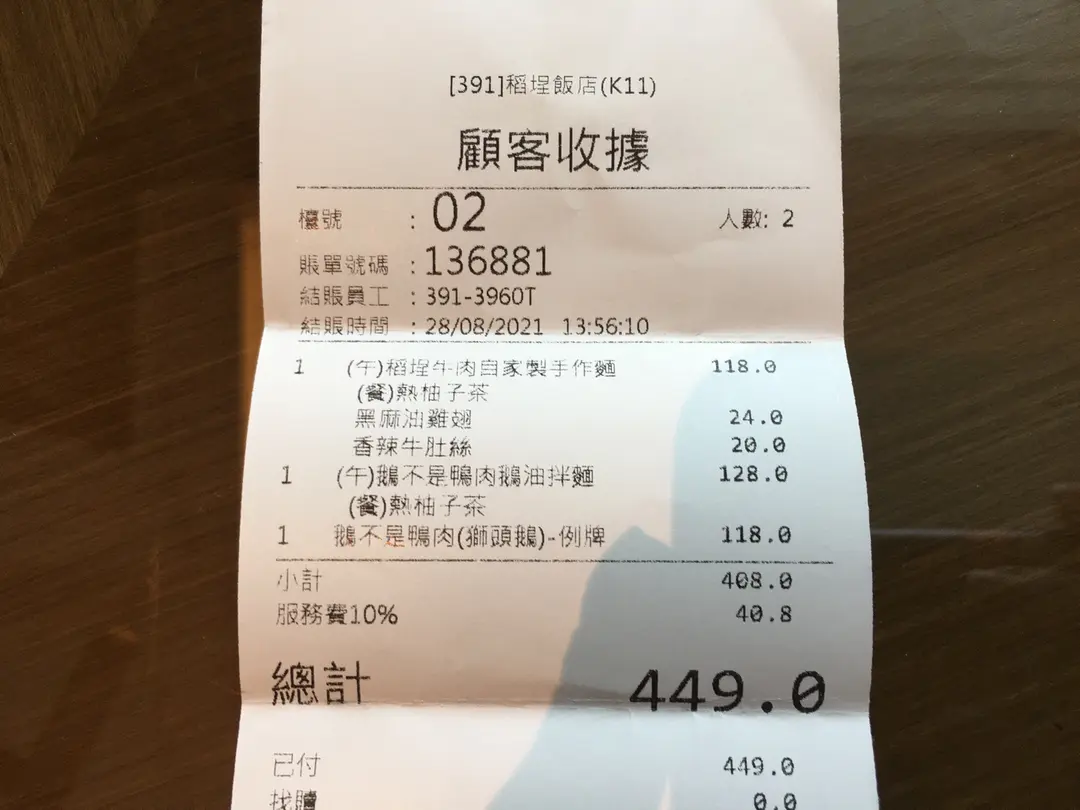 [391]稻埕飯店(K11)
顧客收據
檯號 : 02 人數: 2
賬單號碼 : 136881
結賬員工 : 391-3960T
結賬時間 : 28/08/2021 13:56:10
1 (午)稻埕牛肉自家製手作麵 118.0
(餐)熱柚子茶
黑麻油雞翅 24.0
香辣牛肚絲 20.0
1 (午)鵝不是鴨肉鵝油拌麵 128.0
(餐)熱柚子茶
1 鵝不是鴨肉(獅頭鵝)-例牌 118.0
小計 408.0
服務費10% 40.8
總計 449.0
已付 449.0
找贖 0.0